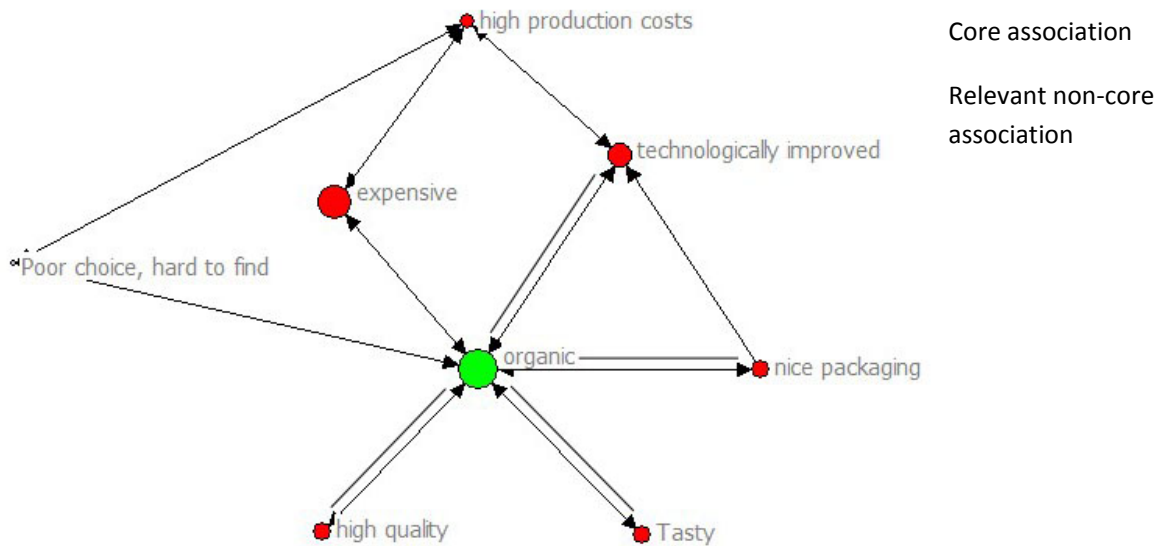 high production costs
Core association
Relevant non-core
association
technologically improved
expensive
Poor choice, hard to find
organic
nice packaging
high quality
Tasty